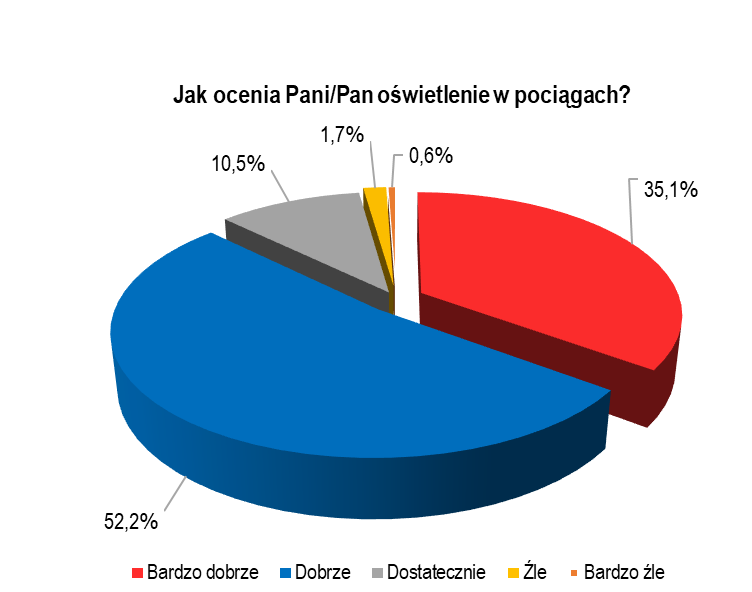 Jak ocenia Pani/Pan oświetlenie w pociągach?
1,7%
0,6%
10,5%
35,1%
52,2%
Bardzo dobrze Dobrze Dostatecznie Źle Bardzo źle